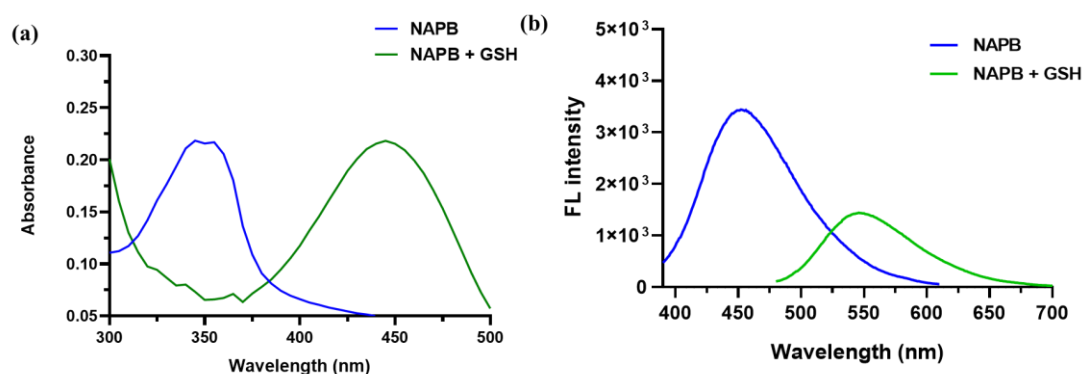 (a)
NAPB
NAPB + GSH
Absorbance
0.30
0.25
0.20
0.15
0.10
0.05
300
350
400
450
500
Wavelength (nm)
(b)
NAPB
NAPB + GSH
FL intensity
5×10³
4×10³
3×10³
2×10³
1×10³
0
400
450
500
550
600
650
700
Wavelength (nm)